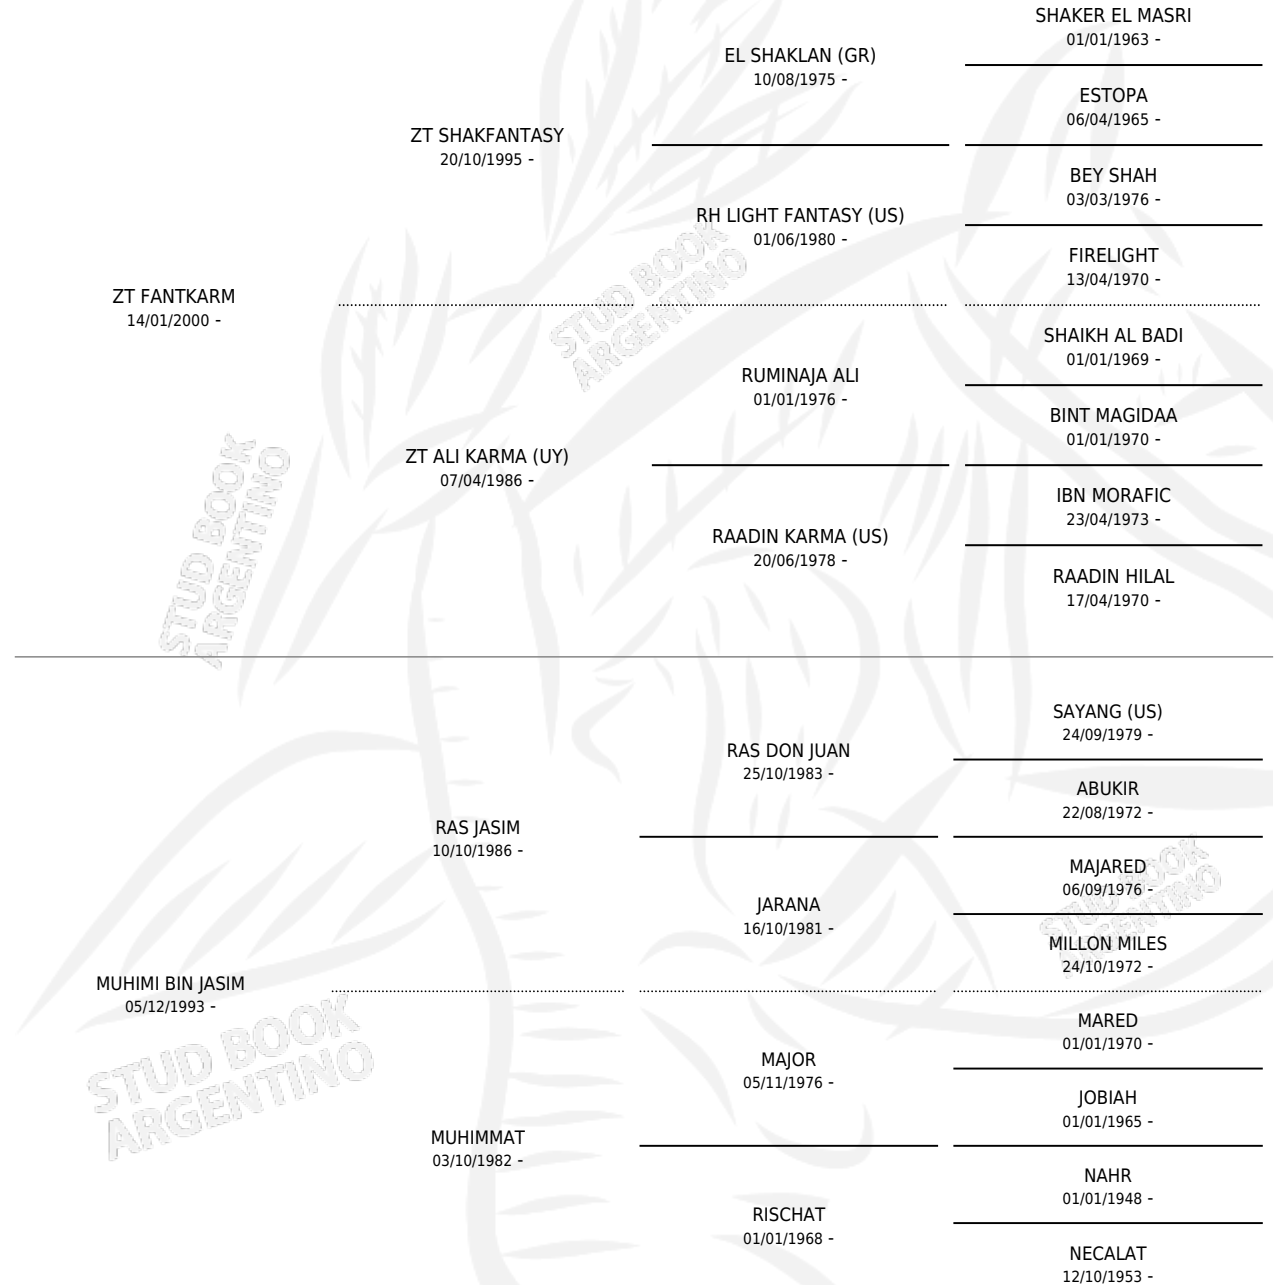 SHAKER EL MASRI
01/01/1963 -
EL SHAKLAN (GR)
10/08/1975 -
ESTOPA
06/04/1965 -
ZT SHAKFANTASY
20/10/1995 -
BEY SHAH
03/03/1976 -
RH LIGHT FANTASY (US)
01/06/1980 -
FIRELIGHT
13/04/1970 -
ZT FANTKARM
14/01/2000 -
SHAIKH AL BADI
01/01/1969 -
RUMINAJA ALI
01/01/1976 -
BINT MAGIDAA
01/01/1970 -
ZT ALI KARMA (UY)
07/04/1986 -
IBN MORAFIC
23/04/1973 -
RAADIN KARMA (US)
20/06/1978 -
RAADIN HILAL
17/04/1970 -
SAYANG (US)
24/09/1979 -
RAS DON JUAN
25/10/1983 -
ABUKIR
22/08/1972 -
RAS JASIM
10/10/1986 -
MAJARED
06/09/1976 -
JARANA
16/10/1981 -
MILLON MILES
24/10/1972 -
MUHIMI BIN JASIM
05/12/1993 -
MARED
01/01/1970 -
MAJOR
05/11/1976 -
JOBIAH
01/01/1965 -
MUHIMMAT
03/10/1982 -
NAHR
01/01/1948 -
RISCHAT
01/01/1968 -
NECALAT
12/10/1953 -
STUD BOOK
ARGENTINO
STUD BOOK
ARGENTINO
STUD BOOK
ARGENTINO
STUD BOOK
ARGENTINO